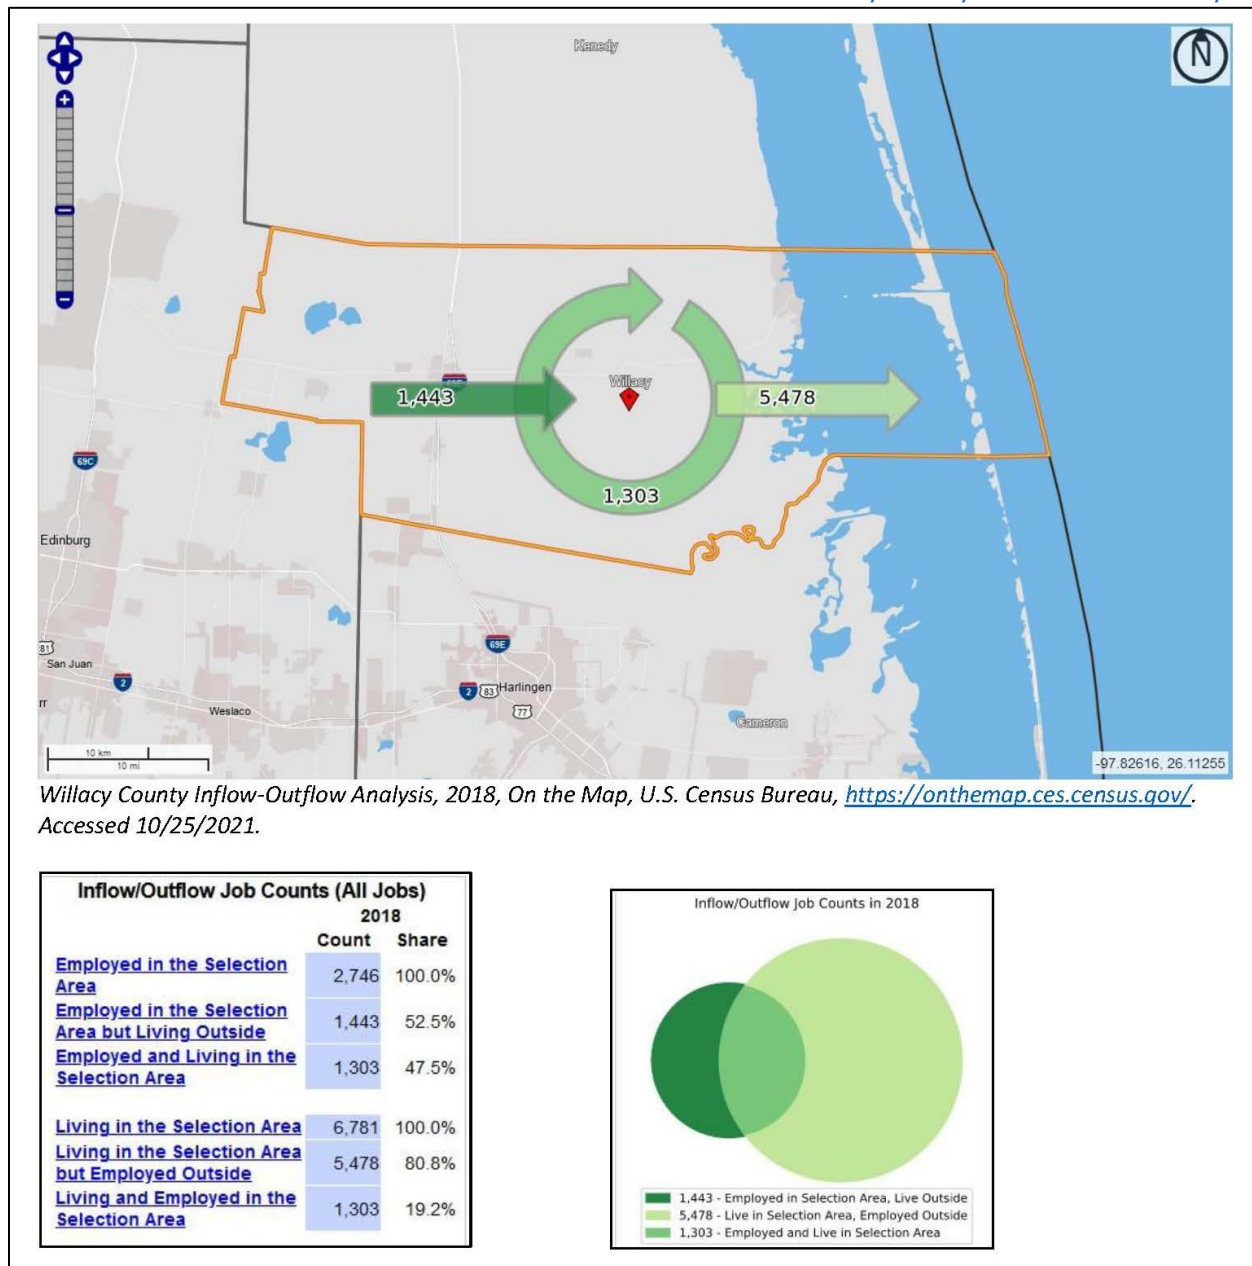 Kenedy
N
Willacy
1,443
5,478
1,303
69C
Edinburg
81
San Juan
69E
2
2
83
Harlingen
rr
Weslaco
77
Cameron
10 km
10 mi
-97.82616, 26.11255
Willacy County Inflow-Outflow Analysis, 2018, On the Map, U.S. Census Bureau, https://onthemap.ces.census.gov/.
Accessed 10/25/2021.
Inflow/Outflow Job Counts (All Jobs)
2018
Count Share
Employed in the Selection
Area 2,746 100.0%
Employed in the Selection
Area but Living Outside 1,443 52.5%
Employed and Living in the
Selection Area 1,303 47.5%
Living in the Selection Area 6,781 100.0%
Living in the Selection Area
but Employed Outside 5,478 80.8%
Living and Employed in the
Selection Area 1,303 19.2%
Inflow/Outflow Job Counts in 2018
1,443 - Employed in Selection Area, Live Outside
5,478 - Live in Selection Area, Employed Outside
1,303 - Employed and Live in Selection Area